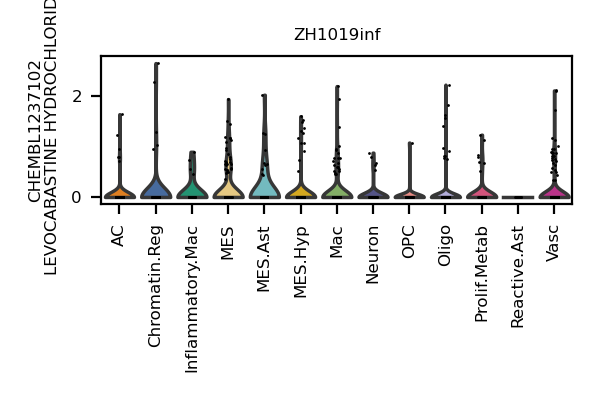 ZH1019inf
CHEMBL1237102
LEVOCABASTINE HYDROCHLORID
2
0
AC
Chromatin.Reg
Inflammatory.Mac
MES
MES.Ast
MES.Hyp
Mac
Neuron
OPC
Oligo
Prolif.Metab
Reactive.Ast
Vasc